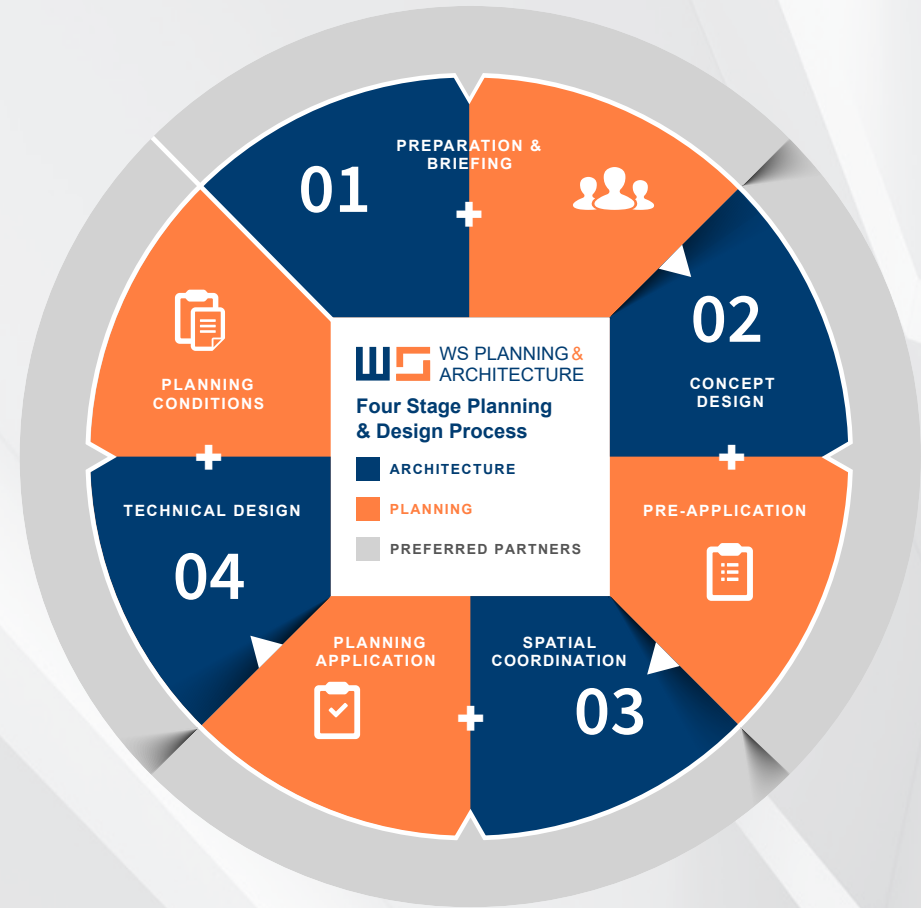 01
PREPARATION &
BRIEFING
02
CONCEPT
DESIGN
PRE-APPLICATION
SPATIAL
COORDINATION
03
PLANNING
APPLICATION
TECHNICAL DESIGN
04
PLANNING
CONDITIONS
WS WS PLANNING &
ARCHITECTURE
Four Stage Planning
& Design Process
ARCHITECTURE
PLANNING
PREFERRED PARTNERS